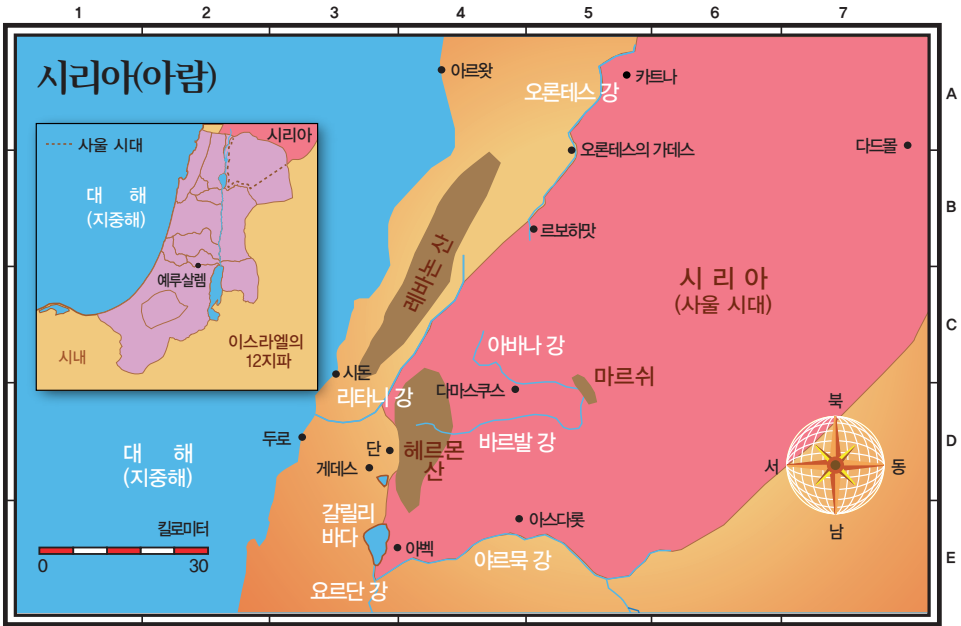 1 2 3 4 5 6 7
시리아(아람)
아르왓
오론테스 강
카트나
A
사울 시대
시리아
오론테스의 가데스
다드몰
대 해
(지중해)
B
르보하맛
레바논 산
예루살렘
시 리 아
(사울 시대)
시내
이스라엘의
12지파
아바나 강
C
시돈
리타니 강
다마스쿠스
마르쉬
북
대 해
(지중해)
두로
단
헤르몬
산
바르발 강
D
게데스
서
동
갈릴리
바다
아스다롯
남
킬로미터
0 30
아벡
야르묵 강
E
요르단 강